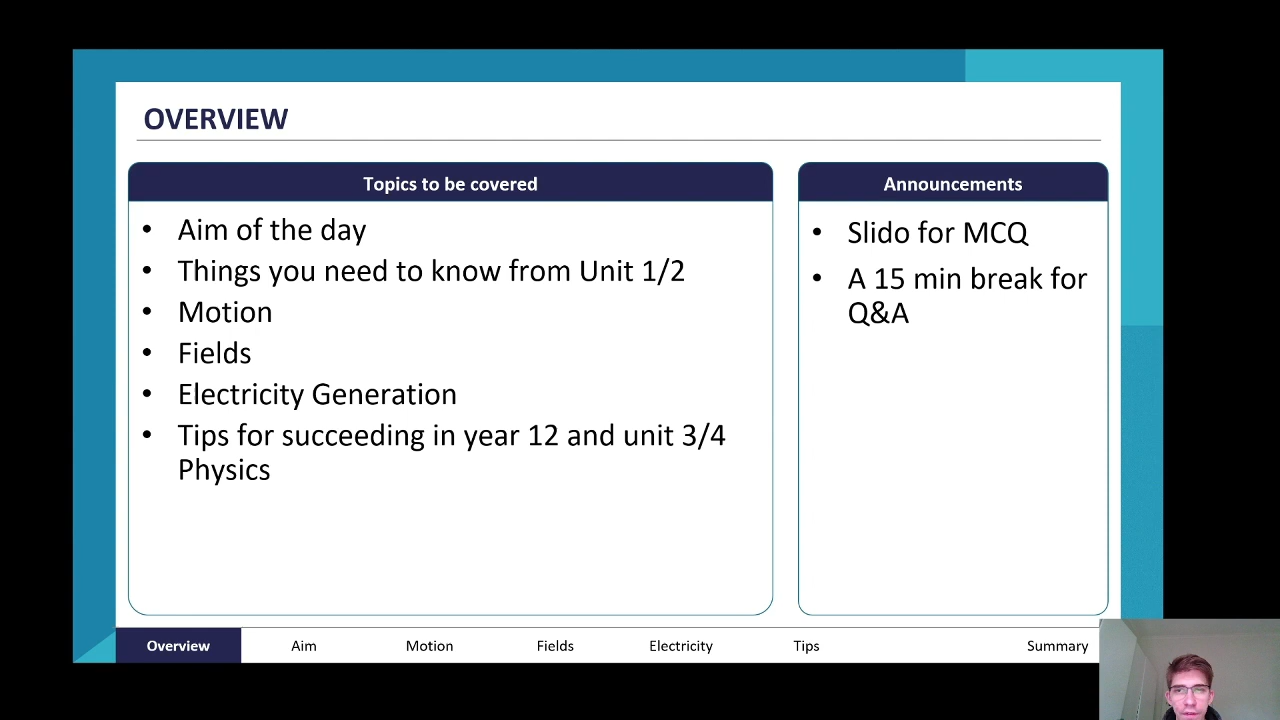 OVERVIEW
Topics to be covered
• Aim of the day
• Things you need to know from Unit 1/2
• Motion
• Fields
• Electricity Generation
• Tips for succeeding in year 12 and unit 3/4
Physics
Announcements
• Slido for MCQ
• A 15 min break for
Q&A
Overview Aim Motion Fields Electricity Tips Summary